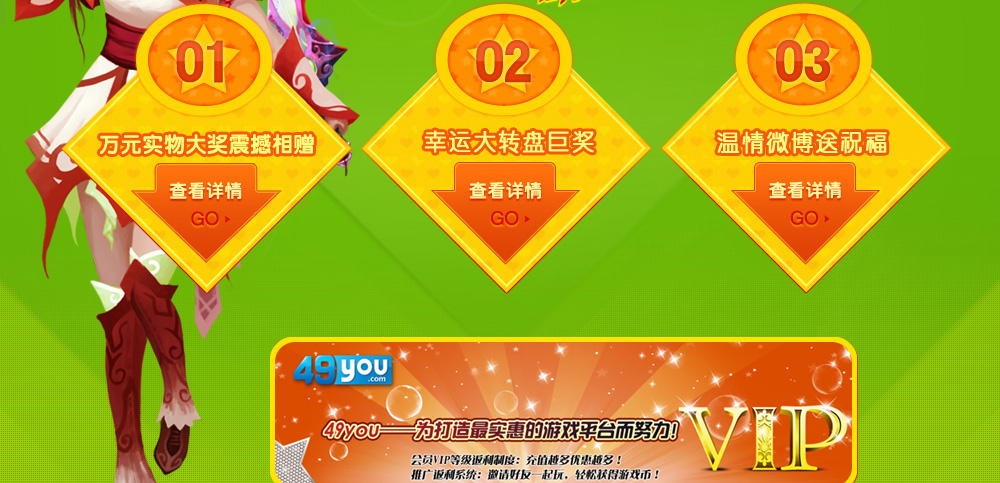 01
万元实物大奖震撼相赠
查看详情
GO
02
幸运大转盘巨奖
查看详情
GO
03
温情微博送祝福
查看详情
GO
49you.com
49you——为打造最实惠的游戏平台而努力!
会员VIP等级返利制度：充值越多优惠越多！
推广返利系统：邀请好友一起玩，轻松获得游戏币！
VIP